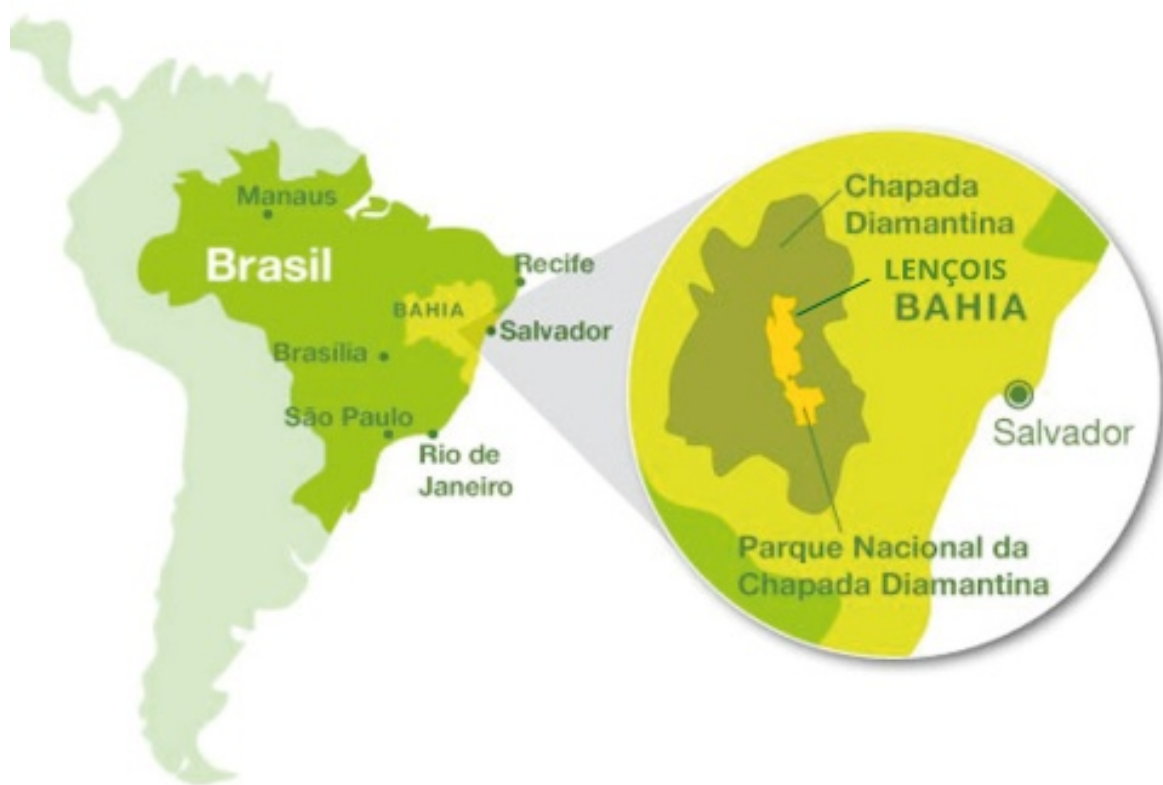 Manaus
Brasil
Recife
BAHIA
Salvador
Brasília
São Paulo
Rio de
Janeiro
Chapada
Diamantina
LENÇOIS
BAHIA
Salvador
Parque Nacional da
Chapada Diamantina